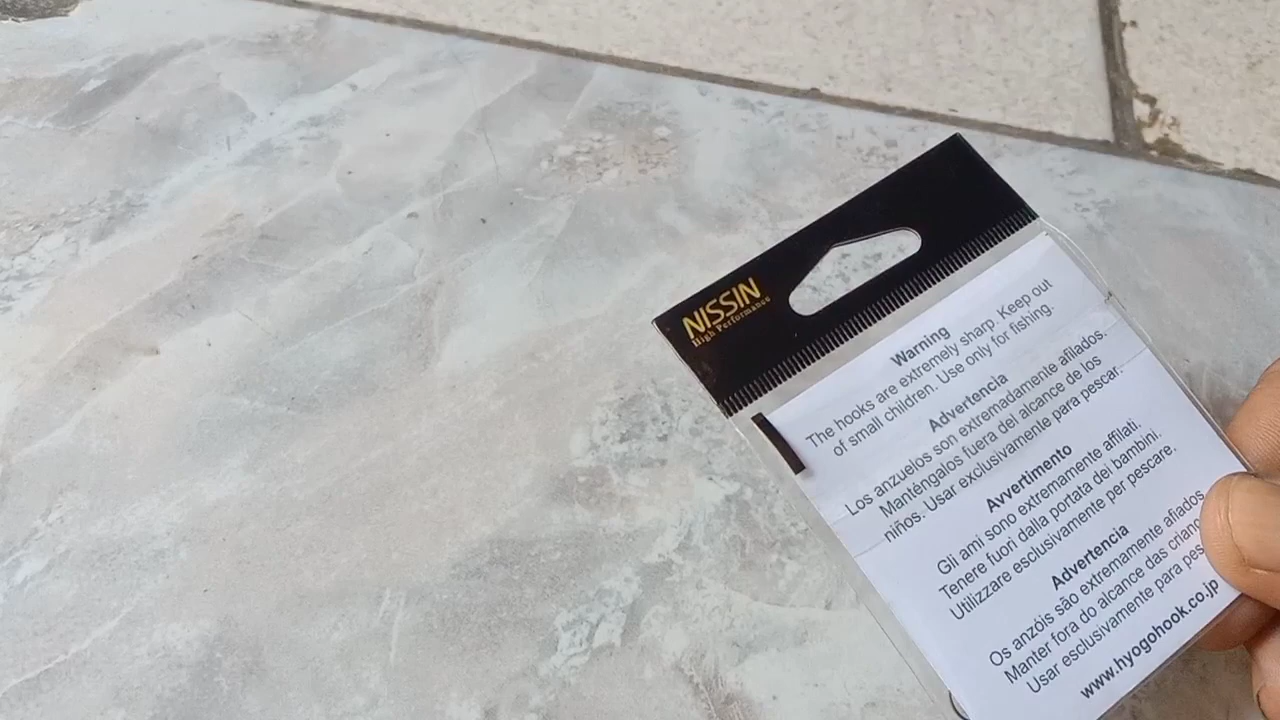 NISSIN
High Performance
Warning
The hooks are extremely sharp. Keep out
of small children. Use only for fishing.
Advertencia
Los anzuelos son extremadamente afilados.
Manténgalos fuera del alcance de los
niños. Usar exclusivamente para pescar.
Avvertimento
Gli ami sono extremamente affilati.
Tenere fuori dalla portata dei bambini.
Utilizzare esclusivamente per pescare.
Advertencia
Os anzóis são extremamente afiados
Manter fora do alcance das
Usar esclusivamente para
www.hyogohook.co.jp